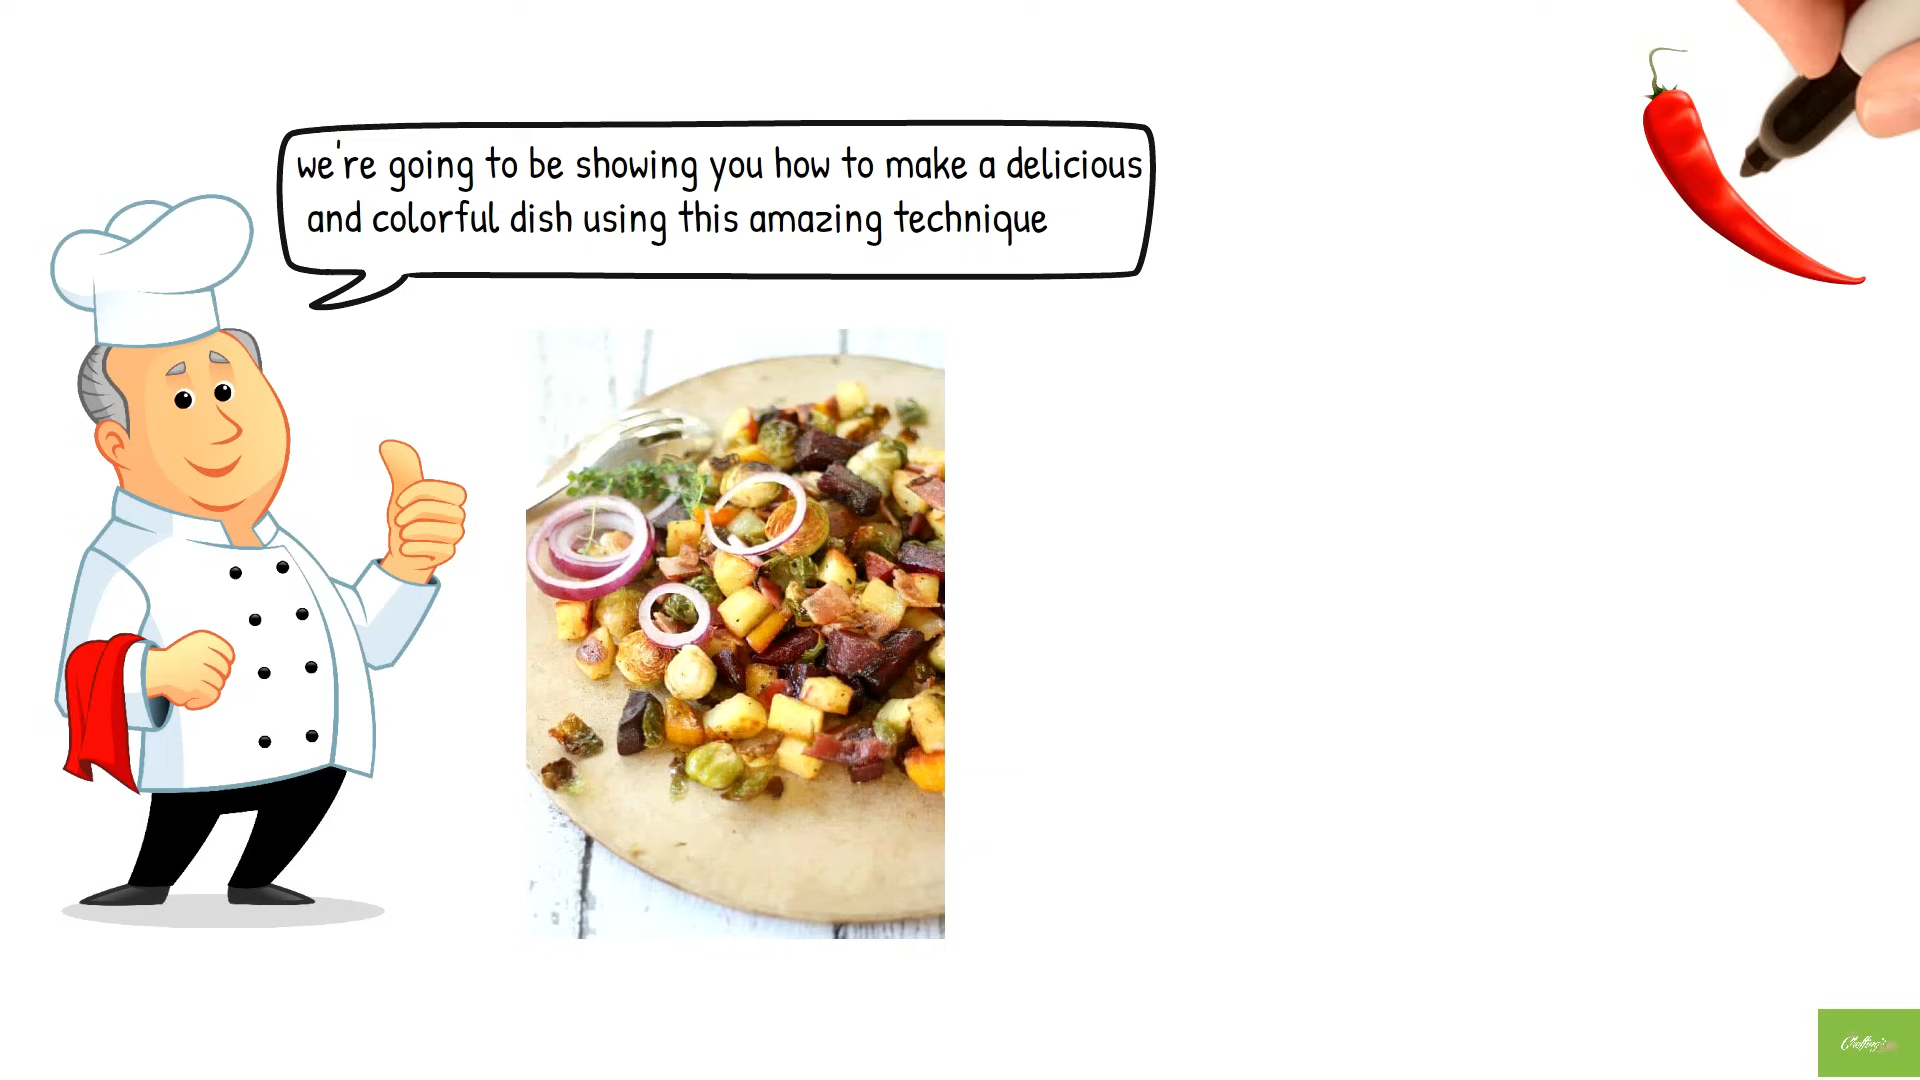 we're going to be showing you how to make a delicious
and colorful dish using this amazing technique